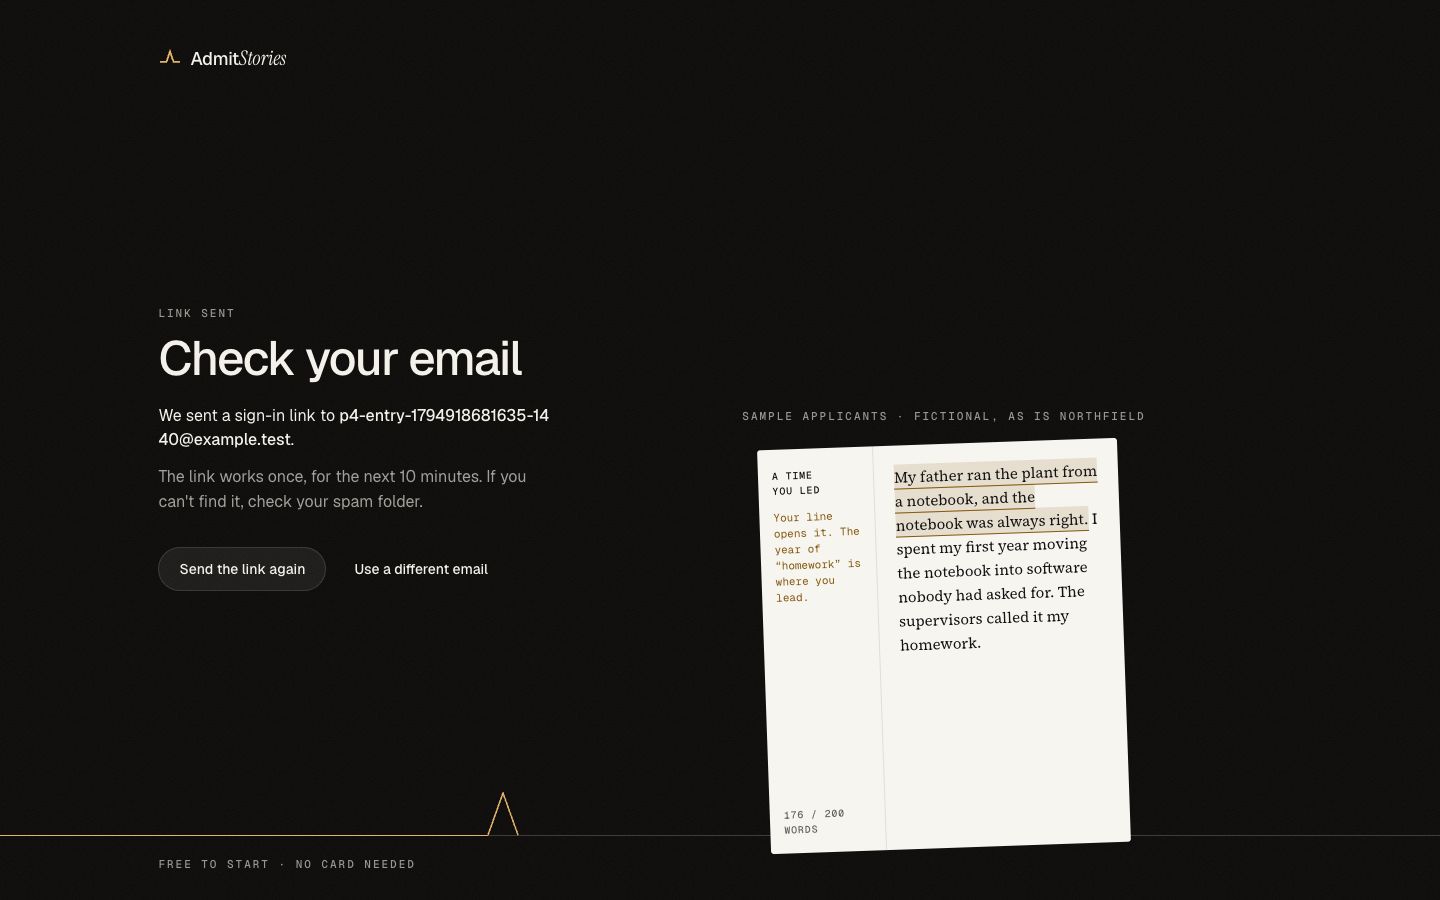 AdmitStories
LINK SENT
Check your email
We sent a sign-in link to p4-entry-1794918681635-14
40@example.test.
The link works once, for the next 10 minutes. If you
can't find it, check your spam folder.
Send the link again
Use a different email
SAMPLE APPLICANTS · FICTIONAL, AS IS NORTHFIELD
A TIME
YOU LED
Your line
opens it. The
year of
“homework” is
where you
lead.
176 / 200
WORDS
My father ran the plant from
a notebook, and the
notebook was always right. I
spent my first year moving
the notebook into software
nobody had asked for. The
supervisors called it my
homework.
FREE TO START · NO CARD NEEDED